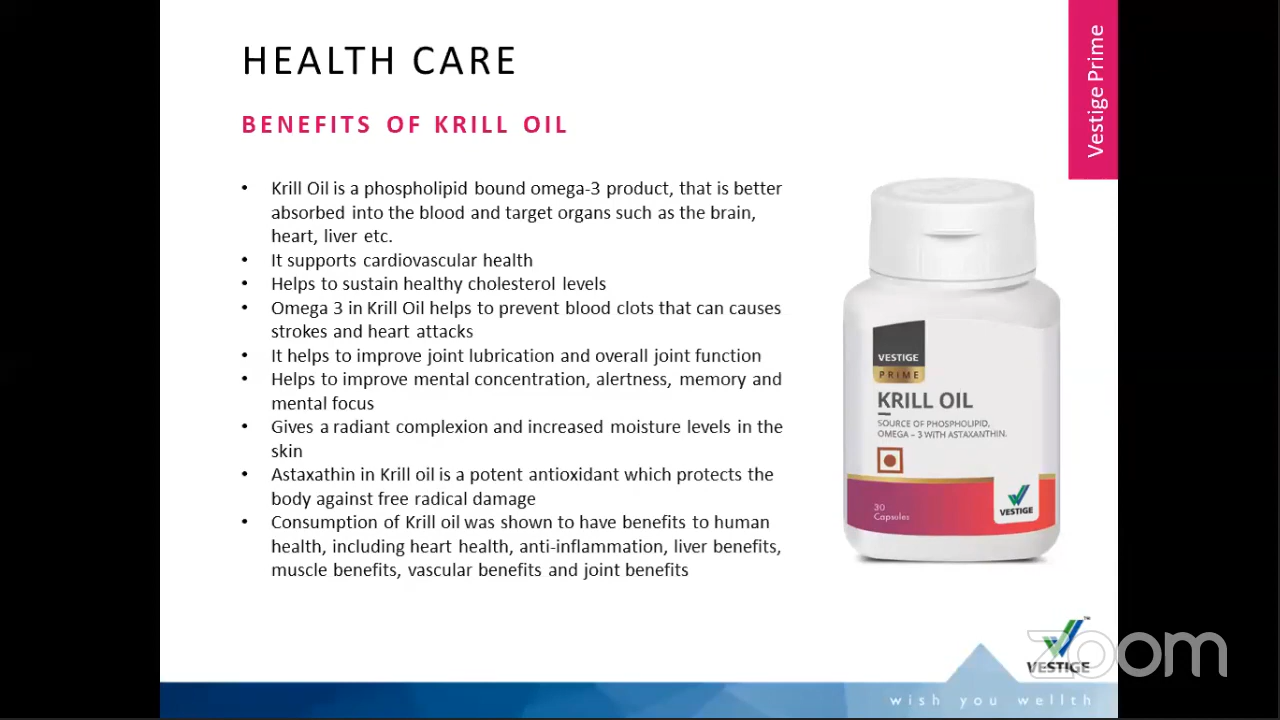 HEALTH CARE
Vestige Prime
BENEFITS OF KRILL OIL
• Krill Oil is a phospholipid bound omega-3 product, that is better
absorbed into the blood and target organs such as the brain,
heart, liver etc.
• It supports cardiovascular health
• Helps to sustain healthy cholesterol levels
• Omega 3 in Krill Oil helps to prevent blood clots that can causes
strokes and heart attacks
• It helps to improve joint lubrication and overall joint function
• Helps to improve mental concentration, alertness, memory and
mental focus
• Gives a radiant complexion and increased moisture levels in the
skin
• Astaxathin in Krill oil is a potent antioxidant which protects the
body against free radical damage
• Consumption of Krill oil was shown to have benefits to human
health, including heart health, anti-inflammation, liver benefits,
muscle benefits, vascular benefits and joint benefits
VESTIGE
PRIME
KRILL OIL
SOURCE OF PHOSPHOLIPID,
OMEGA – 3 WITH ASTAXANTHIN.
30
Capsules
VESTIGE
TM
VESTIGE
zoom
wish you wellth